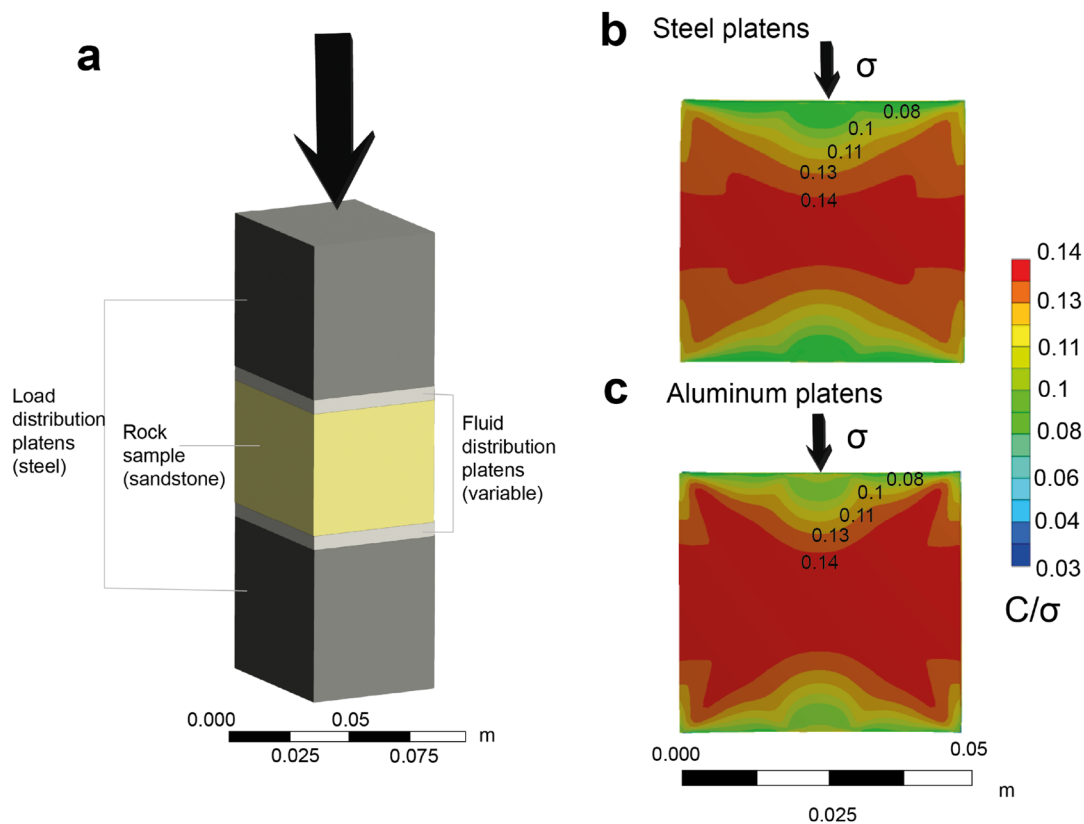 a
Load
distribution
platens
(steel)
Rock
sample
(sandstone)
Fluid
distribution
platens
(variable)
0.000 0.05
m
0.025 0.075
b Steel platens
σ
0.08
0.1
0.11
0.13
0.14
c Aluminum platens
σ
0.08
0.1
0.11
0.13
0.14
0.000 0.05
m
0.025
0.14
0.13
0.11
0.1
0.08
0.06
0.04
0.03
C/σ